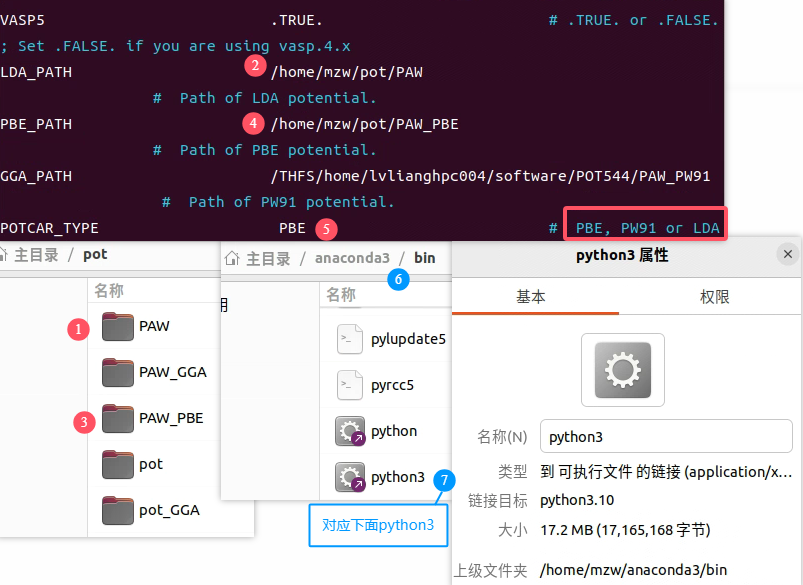 VASP5 .TRUE. # .TRUE. or .FALSE.
; Set .FALSE. if you are using vasp.4.x
LDA_PATH 2 /home/mzw/pot/PAW
# Path of LDA potential.
PBE_PATH 4 /home/mzw/pot/PAW_PBE
# Path of PBE potential.
GGA_PATH /THFS/home/lvlianghpc004/software/POT544/PAW_PW91
# Path of PW91 potential.
POTCAR_TYPE PBE 5 # PBE, PW91 or LDA
主目录 / pot
名称
1 PAW
PAW_GGA
3 PAW_PBE
pot
pot_GGA
主目录 / anaconda3 / bin
6
名称
pylupdate5
pyrcc5
python
python3
7
对应下面python3
python3 属性
基本 权限
名称(N) python3
类型 到 可执行文件 的链接 (application/x...
链接目标 python3.10
大小 17.2 MB (17,165,168 字节)
上级文件夹 /home/mzw/anaconda3/bin